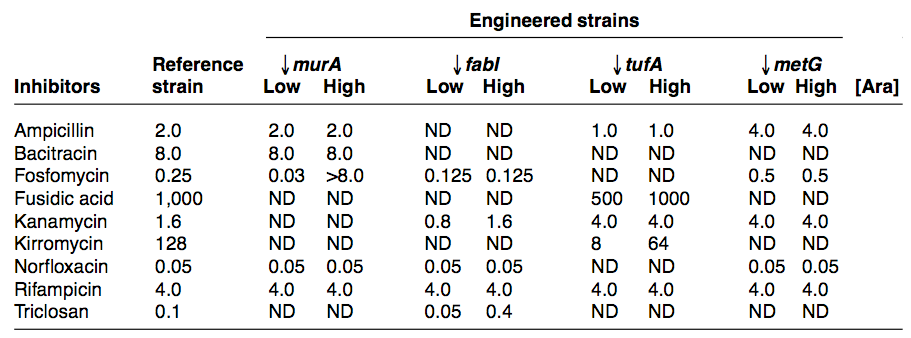 Engineered strains
Reference ↓murA ↓fabI ↓tufA ↓metG
Inhibitors strain Low High Low High Low High Low High [Ara]
Ampicillin 2.0 2.0 2.0 ND ND 1.0 1.0 4.0 4.0
Bacitracin 8.0 8.0 8.0 ND ND ND ND ND ND
Fosfomycin 0.25 0.03 >8.0 0.125 0.125 ND ND 0.5 0.5
Fusidic acid 1,000 ND ND ND ND 500 1000 ND ND
Kanamycin 1.6 ND ND 0.8 1.6 4.0 4.0 4.0 4.0
Kirromycin 128 ND ND ND ND 8 64 ND ND
Norfloxacin 0.05 0.05 0.05 0.05 0.05 ND ND 0.05 0.05
Rifampicin 4.0 4.0 4.0 4.0 4.0 4.0 4.0 4.0 4.0
Triclosan 0.1 ND ND 0.05 0.4 ND ND ND ND